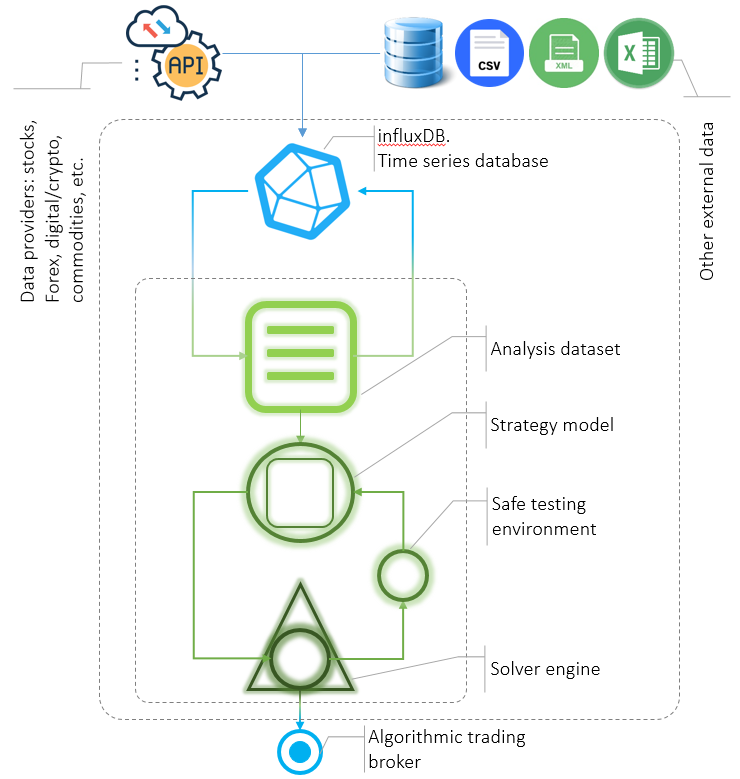 API
CSV
XML
X
Data providers: stocks,
Forex, digital/crypto,
commodities, etc.
Other external data
influxDB.
Time series database
Analysis dataset
Strategy model
Safe testing
environment
Solver engine
Algorithmic trading
broker